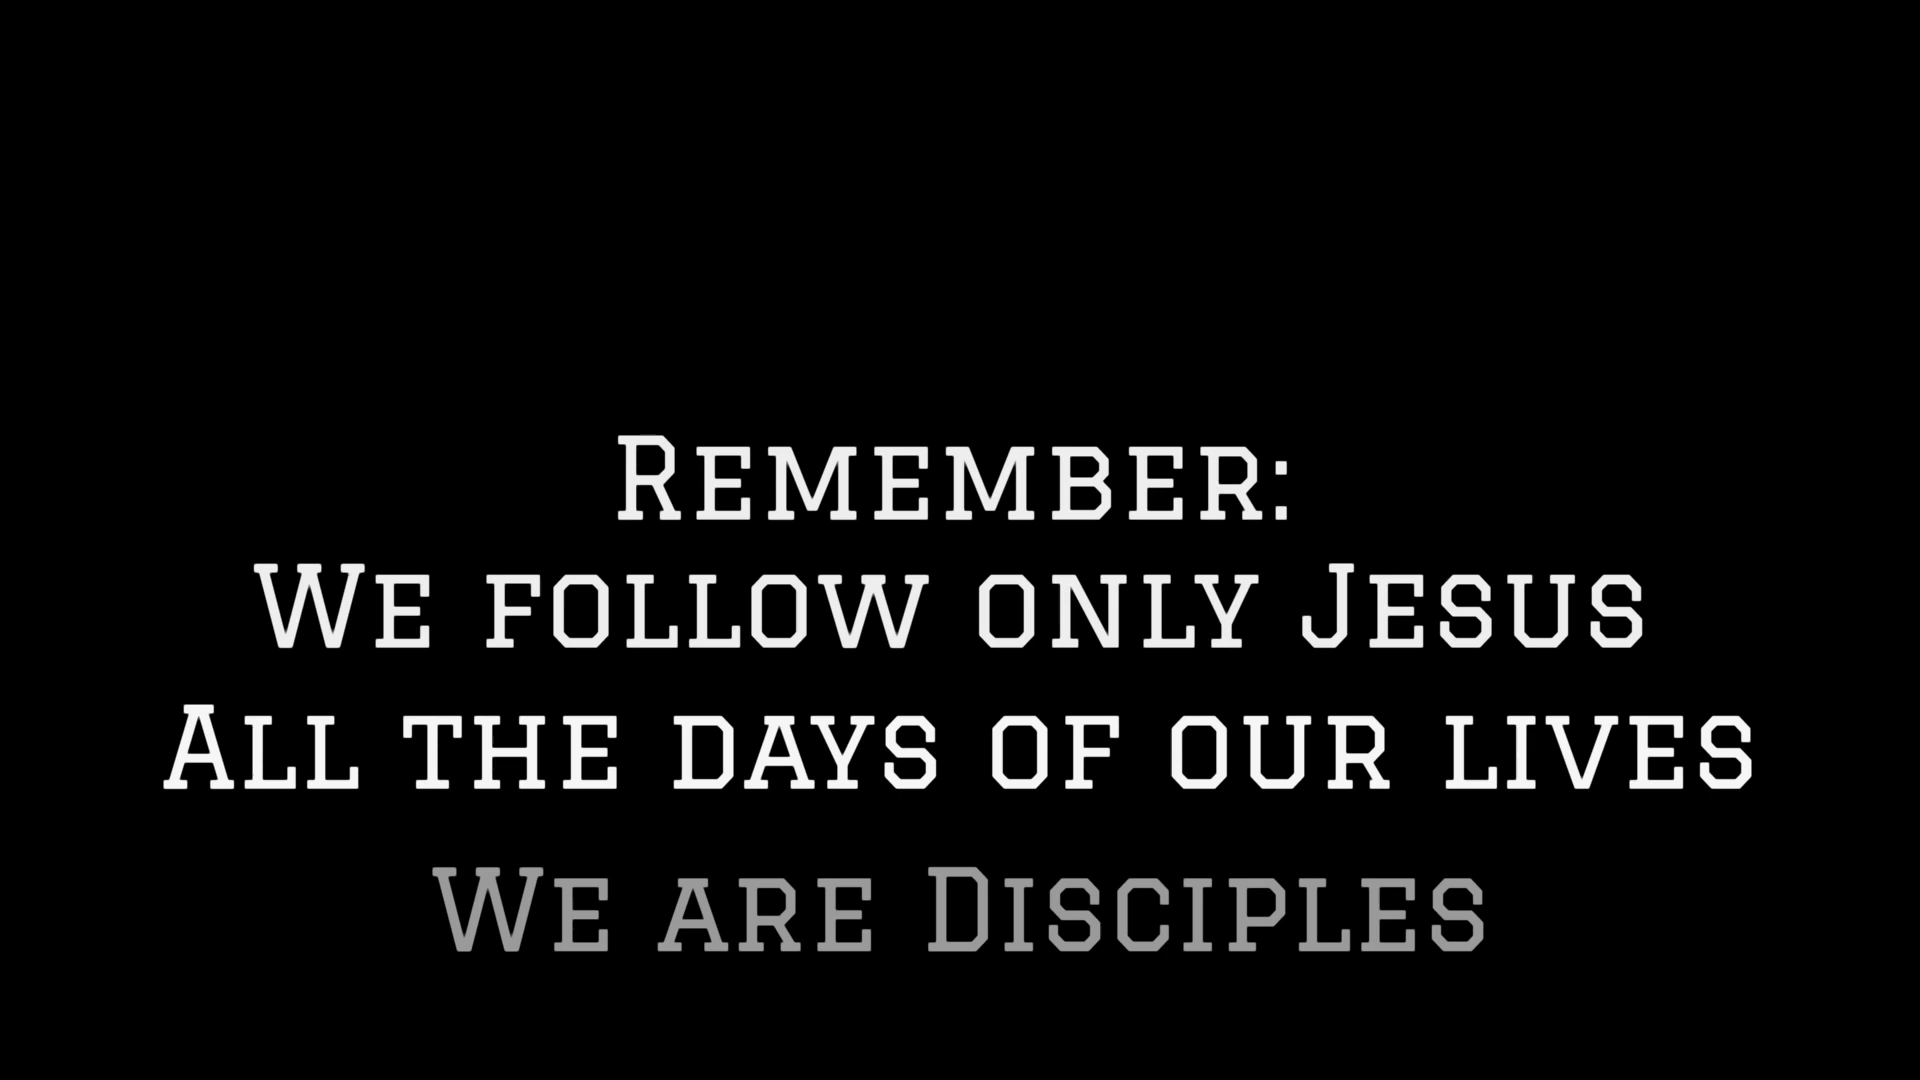 Remember:
We follow only Jesus
All the days of our lives
We are Disciples